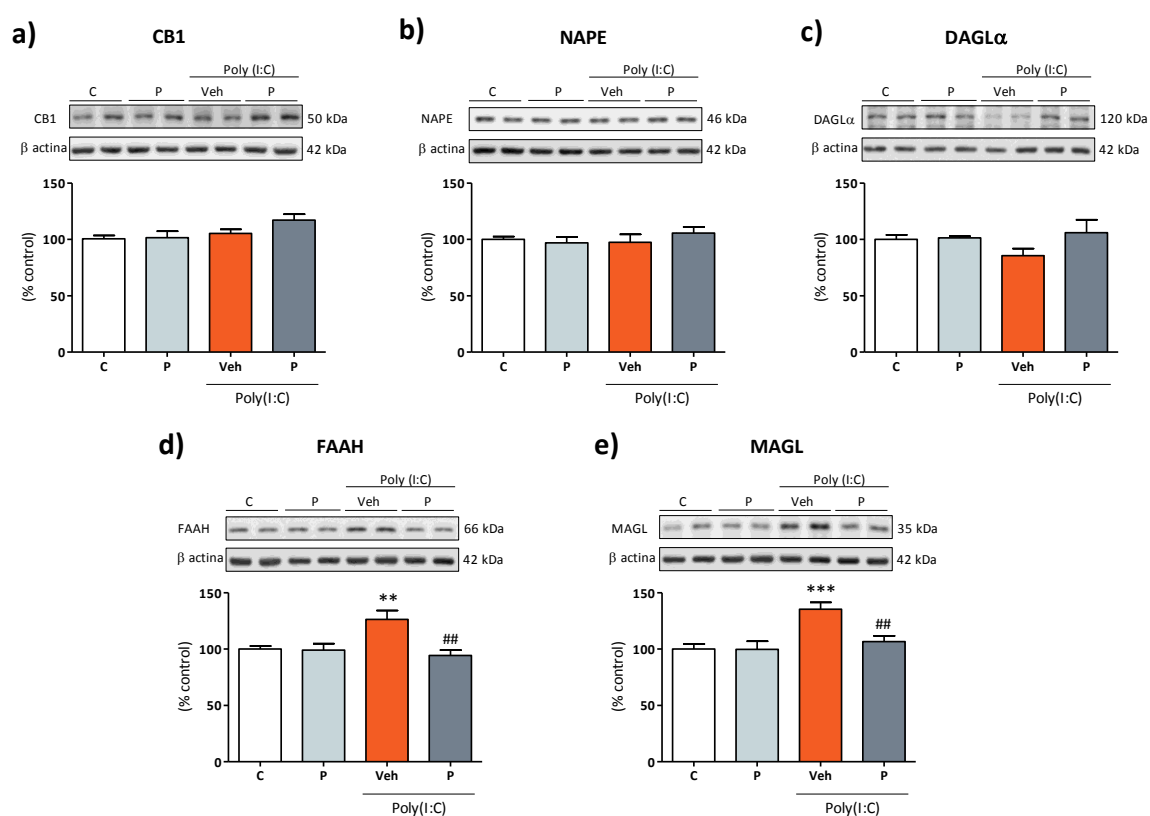 a)
CB1
Poly (I:C)
C P Veh P
CB1 50 kDa
β actina 42 kDa
150
100
50
0
(% control)
C P Veh P
Poly(I:C)
b)
NAPE
Poly (I:C)
C P Veh P
NAPE 46 kDa
β actina 42 kDa
150
100
50
0
(% control)
C P Veh P
Poly(I:C)
c)
DAGLα
Poly (I:C)
C P Veh P
DAGLα 120 kDa
β actina 42 kDa
150
100
50
0
(% control)
C P Veh P
Poly(I:C)
d)
FAAH
Poly (I:C)
C P Veh P
FAAH 66 kDa
β actina 42 kDa
150
100
50
0
(% control)
**
##
C P Veh P
Poly(I:C)
e)
MAGL
Poly (I:C)
C P Veh P
MAGL 35 kDa
β actina 42 kDa
150
100
50
0
(% control)
***
##
C P Veh P
Poly(I:C)